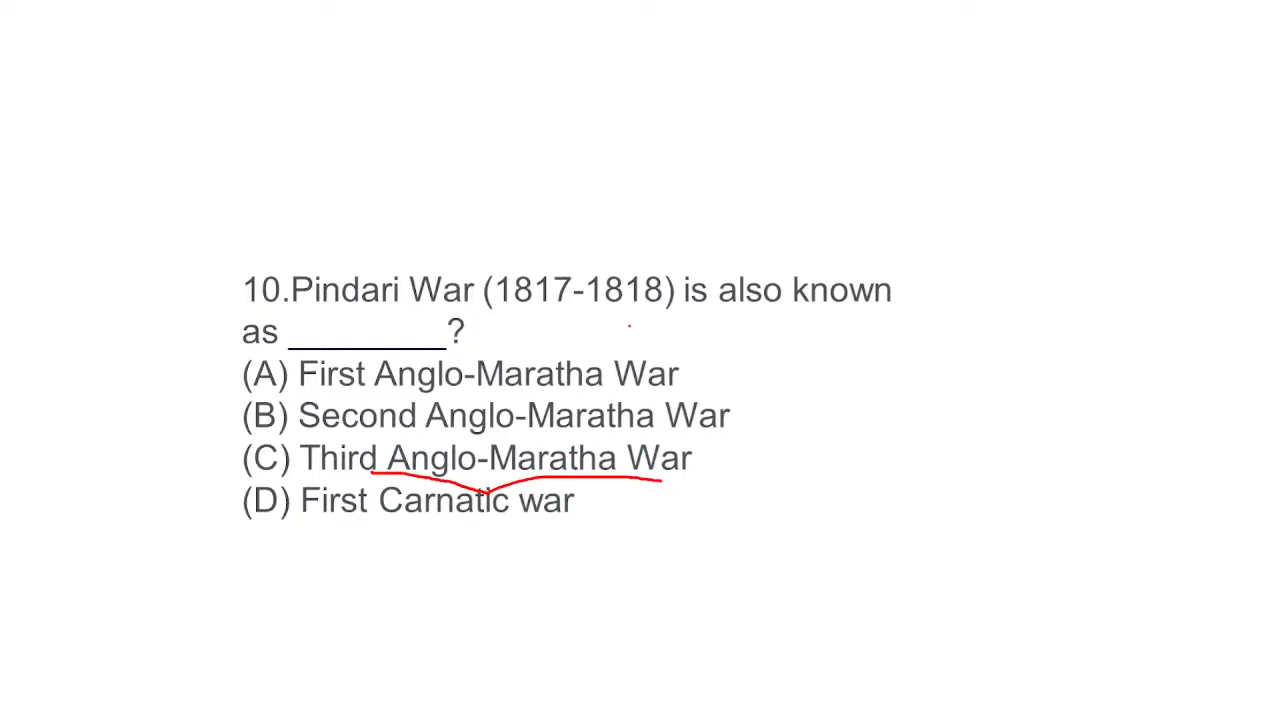 10.Pindari War (1817-1818) is also known
as ________?
(A) First Anglo-Maratha War
(B) Second Anglo-Maratha War
(C) Third Anglo-Maratha War
(D) First Carnatic war